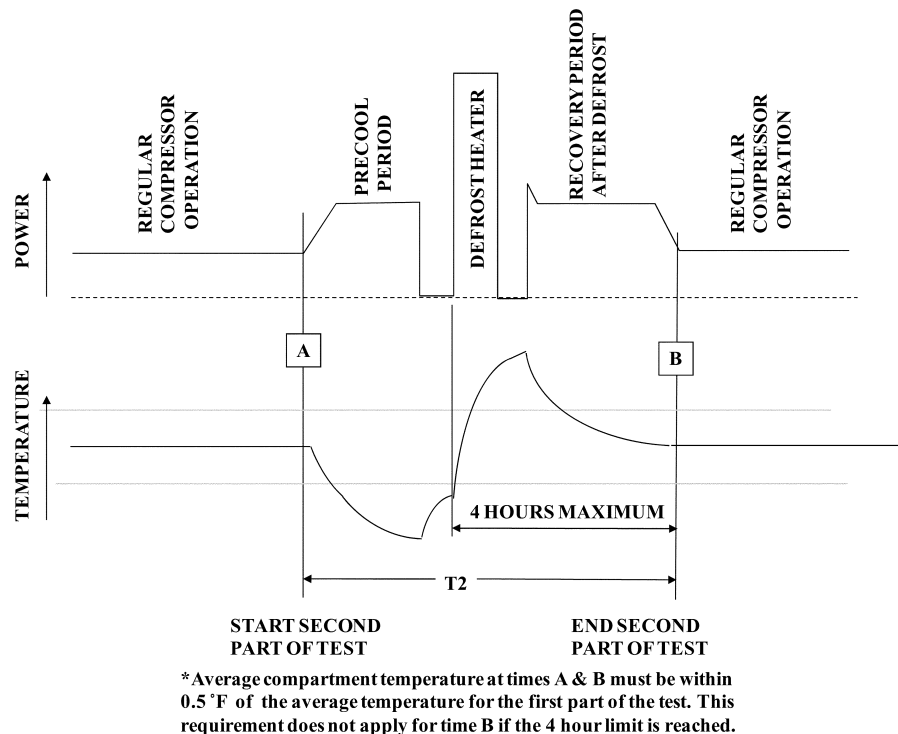 REGULAR
COMPRESSOR
OPERATION
PRECOOL
PERIOD
DEFROST HEATER
RECOVERY PERIOD
AFTER DEFROST
REGULAR
COMPRESSOR
OPERATION
POWER
A
B
TEMPERATURE
4 HOURS MAXIMUM
T2
START SECOND
PART OF TEST
END SECOND
PART OF TEST
*Average compartment temperature at times A & B must be within
0.5 ˚F of the average temperature for the first part of the test. This
requirement does not apply for time B if the 4 hour limit is reached.